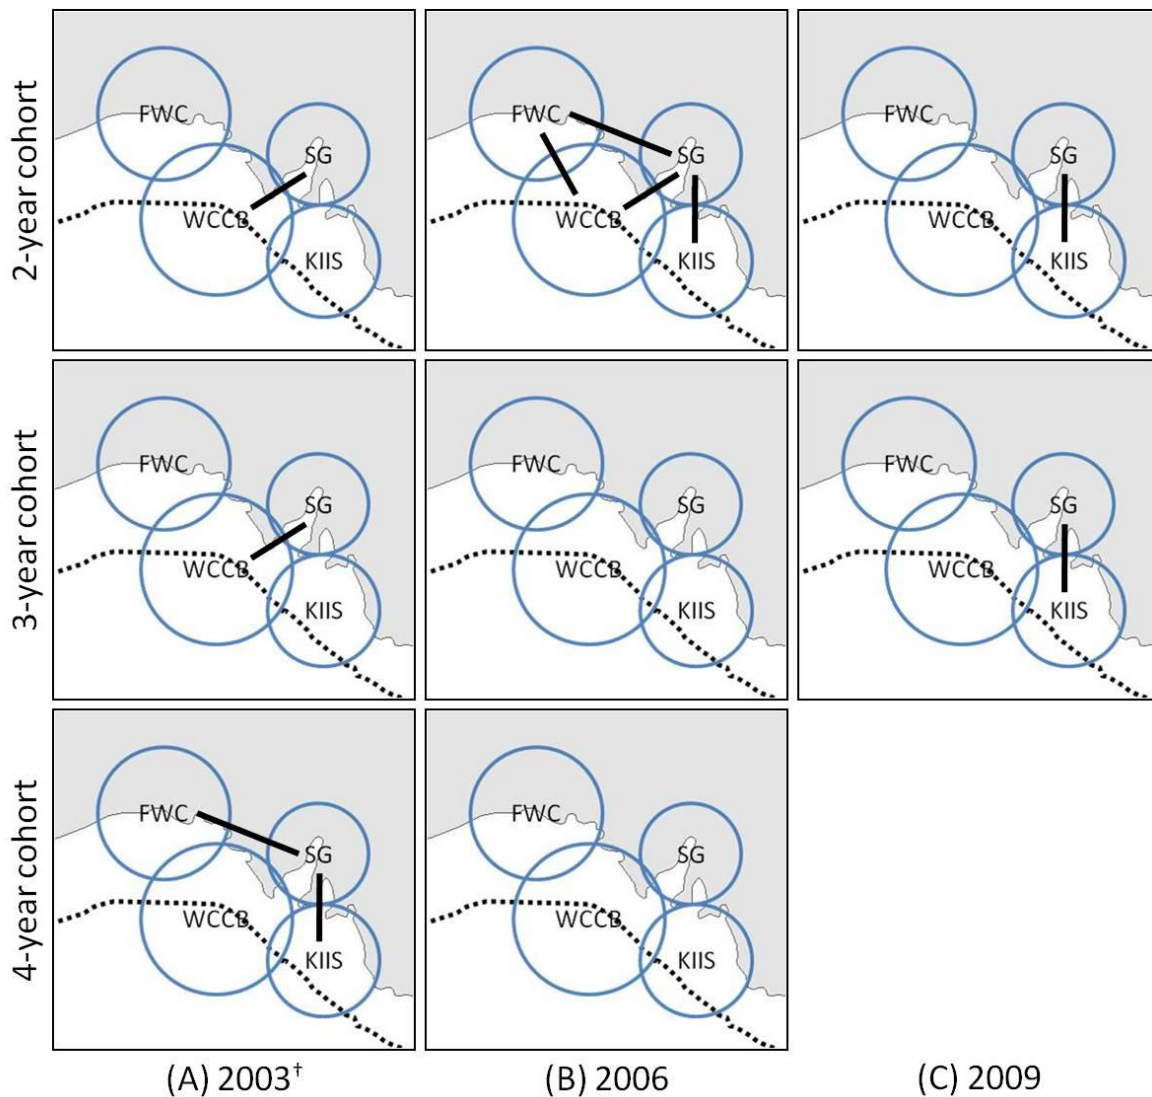 2-year cohort
FWC
SG
WCCB
KIIS
FWC
SG
WCCB
KIIS
FWC
SG
WCCB
KIIS
3-year cohort
FWC
SG
WCCB
KIIS
FWC
SG
WCCB
KIIS
FWC
SG
WCCB
KIIS
4-year cohort
FWC
SG
WCCB
KIIS
FWC
SG
WCCB
KIIS
(A) 2003†
(B) 2006
(C) 2009